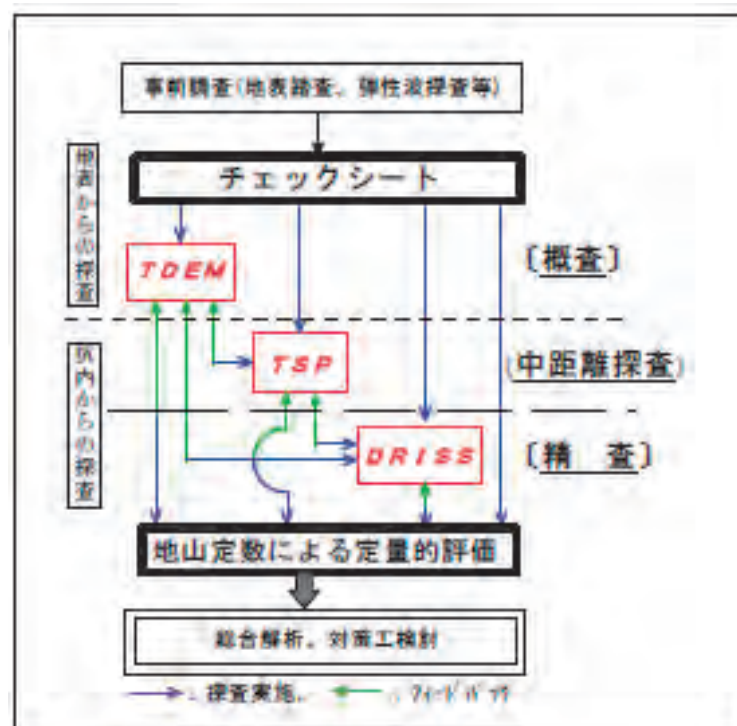 事前調査(地表踏査、弾性波探査等)
チェックシート
地表からの探査
TDEM
〔概査〕
TSP
(中距離探査)
坑内からの探査
DRISS
〔精 査〕
地山定数による定量的評価
総合解析、対策工検討
:探査実施、
:フィードバック